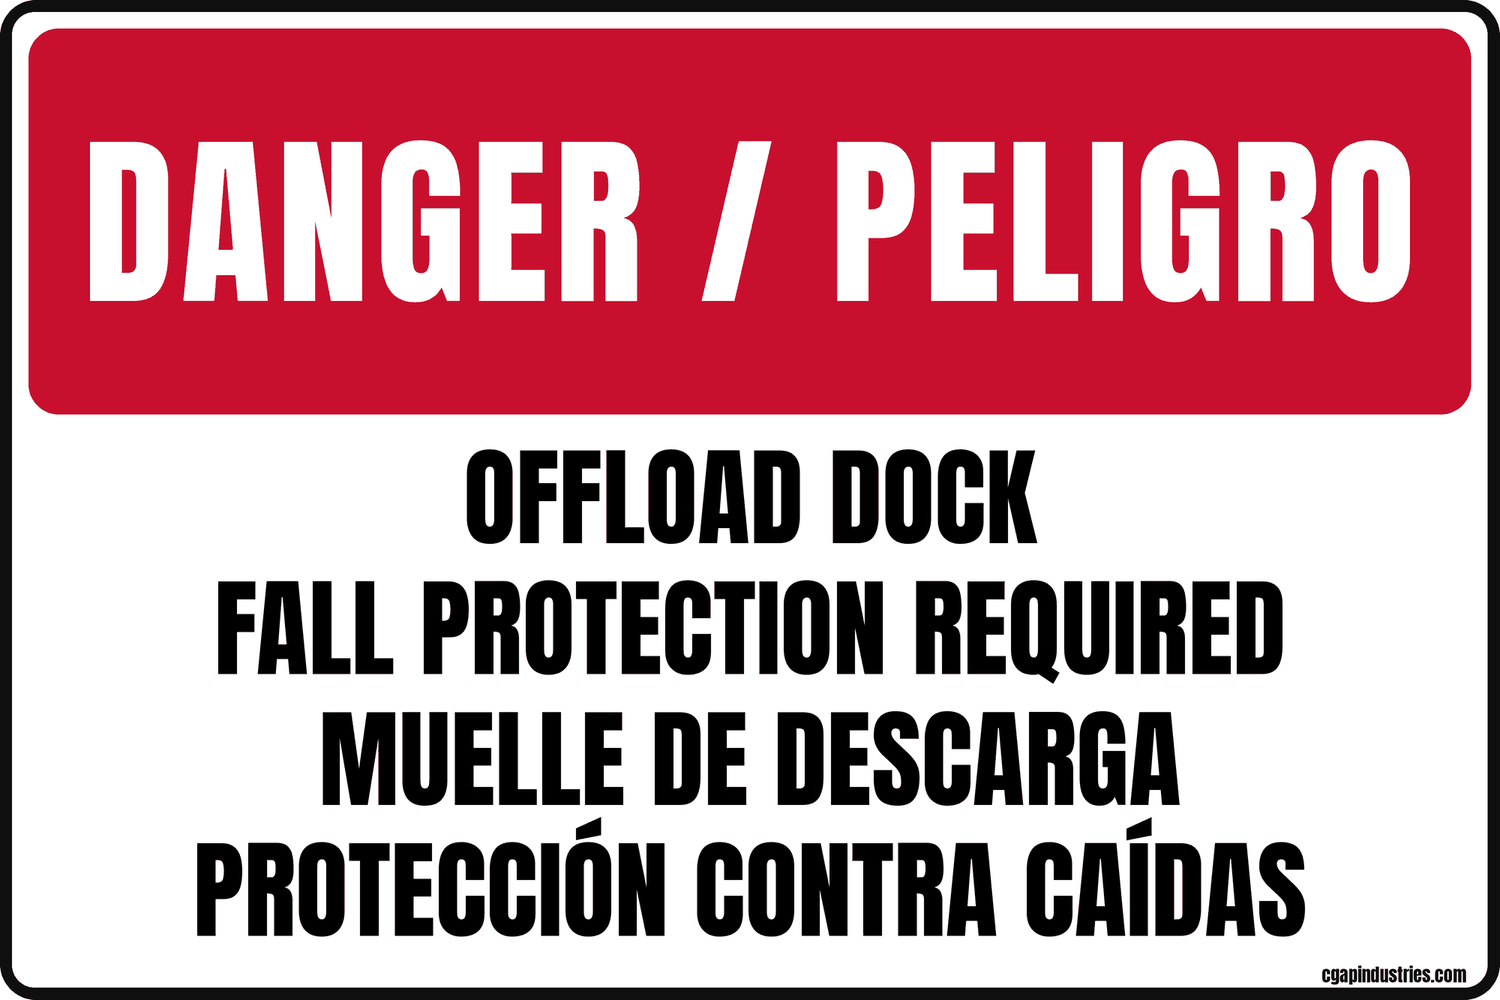 DANGER / PELIGRO
OFFLOAD DOCK
FALL PROTECTION REQUIRED
MUELLE DE DESCARGA
PROTECCIÓN CONTRA CAÍDAS
cgapindustries.com